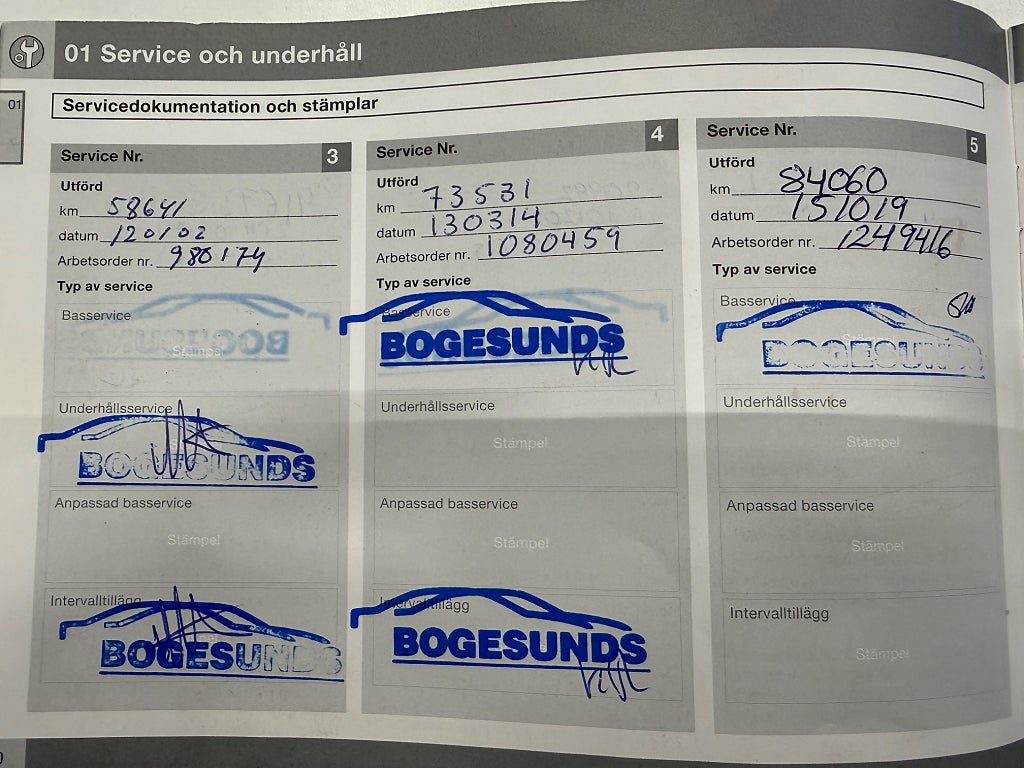 01 Service och underhåll
01
Servicedokumentation och stämplar
Service Nr. 3
Utförd
km 58641
datum 120102
Arbetsorder nr. 980174
Typ av service
Basservice
Stämpel
BOGESUNDS
Underhållsservice
BOGESUNDS
Anpassad basservice
Stämpel
Intervalltillägg
BOGESUNDS
Service Nr. 4
Utförd
km 73531
datum 130314
Arbetsorder nr. 1080459
Typ av service
Basservice
BOGESUNDS
Underhållsservice
Stämpel
Anpassad basservice
Stämpel
Intervalltillägg
BOGESUNDS
Service Nr. 5
Utförd
km 84060
datum 151019
Arbetsorder nr. 1249416
Typ av service
Basservice
BOGESUNDS
Underhållsservice
Stämpel
Anpassad basservice
Stämpel
Intervalltillägg
Stämpel